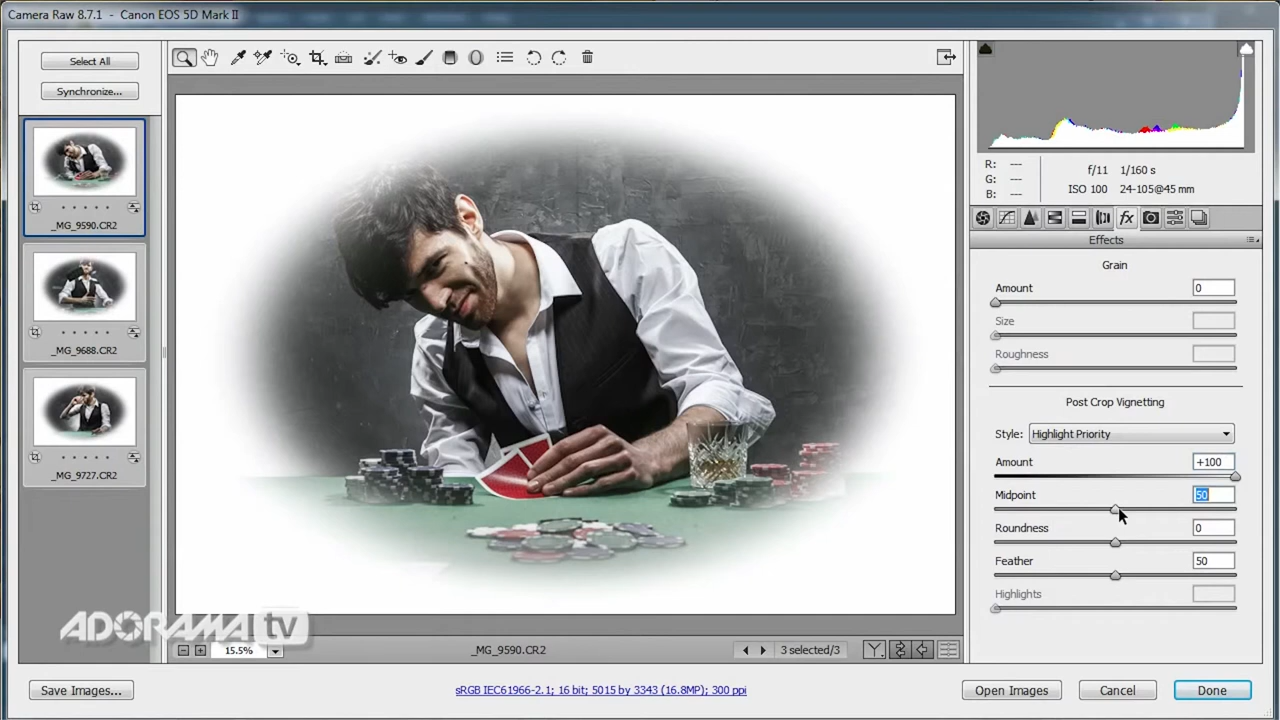 Camera Raw 8.7.1 - Canon EOS 5D Mark II
Select All
Synchronize...
_MG_9590.CR2
_MG_9688.CR2
_MG_9727.CR2
R: ---
G: ---
B: ---
f/11 1/160 s
ISO 100 24-105@45 mm
fx
Effects
Grain
Amount 0
Size
Roughness
Post Crop Vignetting
Style: Highlight Priority
Amount +100
Midpoint 50
Roundness 0
Feather 50
Highlights
ADORAMA tv
15.5%
_MG_9590.CR2
3 selected/3
Save Images...
sRGB IEC61966-2.1; 16 bit; 5015 by 3343 (16.8MP); 300 ppi
Open Images
Cancel
Done